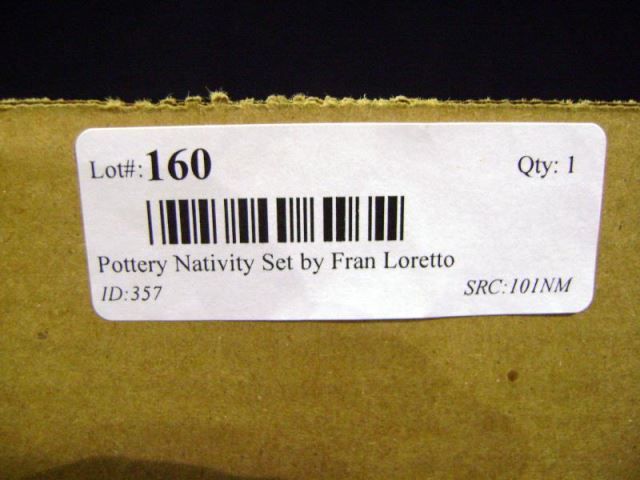 Lot#:160 Qty: 1
Pottery Nativity Set by Fran Loretto
ID:357 SRC:101NM